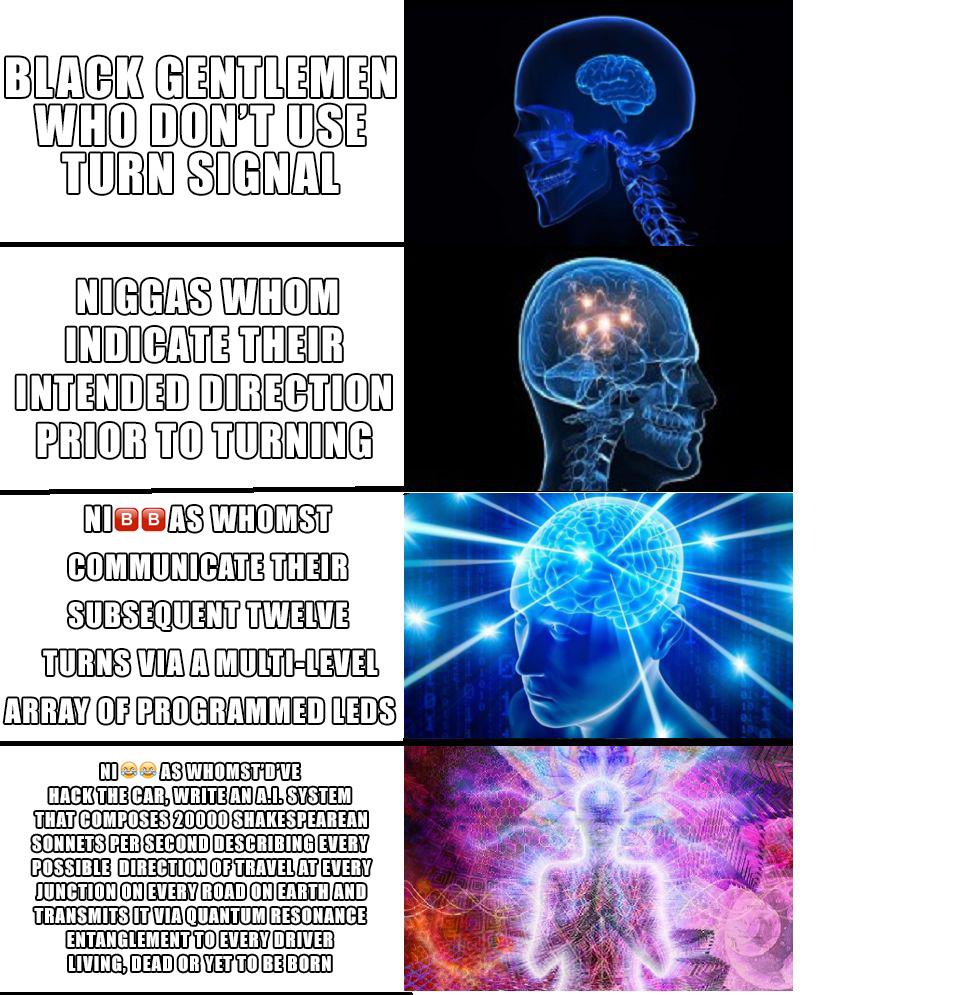 BLACK GENTLEMEN
WHO DON'T USE
TURN SIGNAL
NIGGAS WHOM
INDICATE THEIR
INTENDED DIRECTION
PRIOR TO TURNING
NI🅱️🅱️AS WHOMST
COMMUNICATE THEIR
SUBSEQUENT TWELVE
TURNS VIA A MULTI-LEVEL
ARRAY OF PROGRAMMED LEDS
NI😂😂AS WHOMST'D'VE
HACK THE CAR, WRITE AN A.I. SYSTEM
THAT COMPOSES 20000 SHAKESPEAREAN
SONNETS PER SECOND DESCRIBING EVERY
POSSIBLE DIRECTION OF TRAVEL AT EVERY
JUNCTION ON EVERY ROAD ON EARTH AND
TRANSMITS IT VIA QUANTUM RESONANCE
ENTANGLEMENT TO EVERY DRIVER
LIVING, DEAD OR YET TO BE BORN